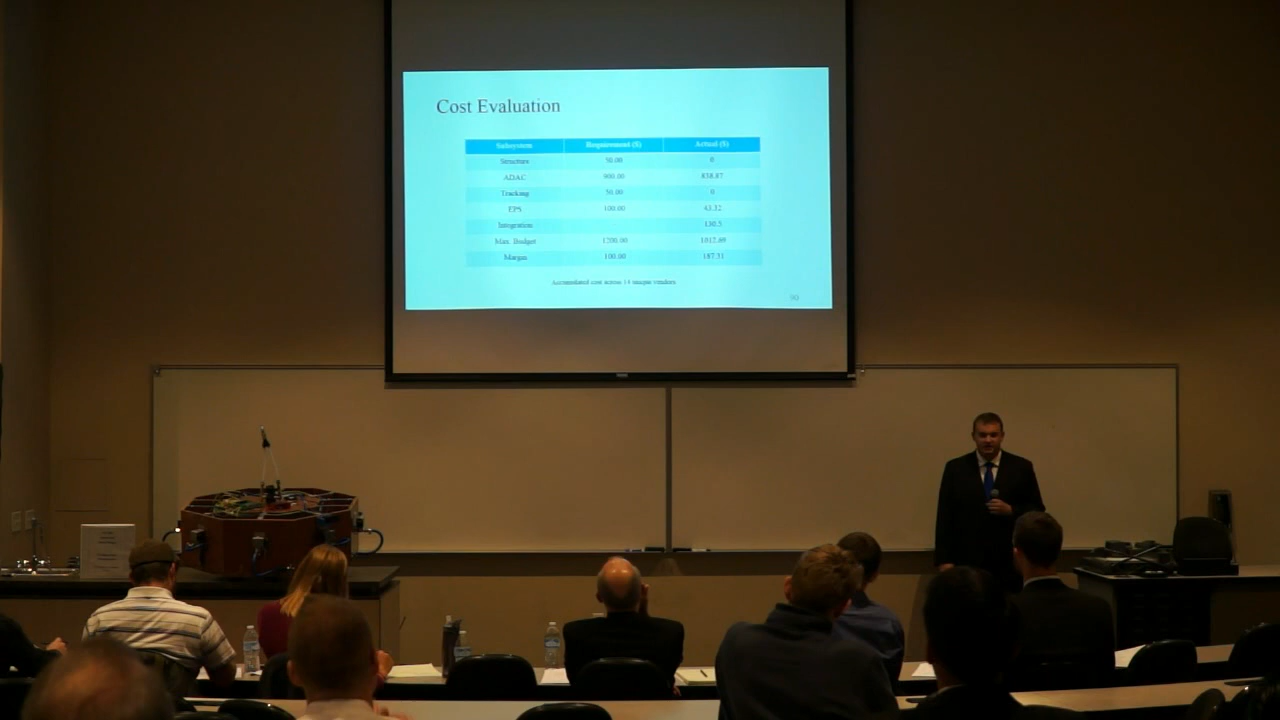 Cost Evaluation
Subsystem Requirement ($) Actual ($)
Structure 50.00 0
ADAC 900.00 838.87
Tracking 50.00 0
EPS 100.00 43.32
Integration 130.5
Max. Budget 1200.00 1012.69
Margin 100.00 187.31
Accumulated cost across 14 unique vendors
90